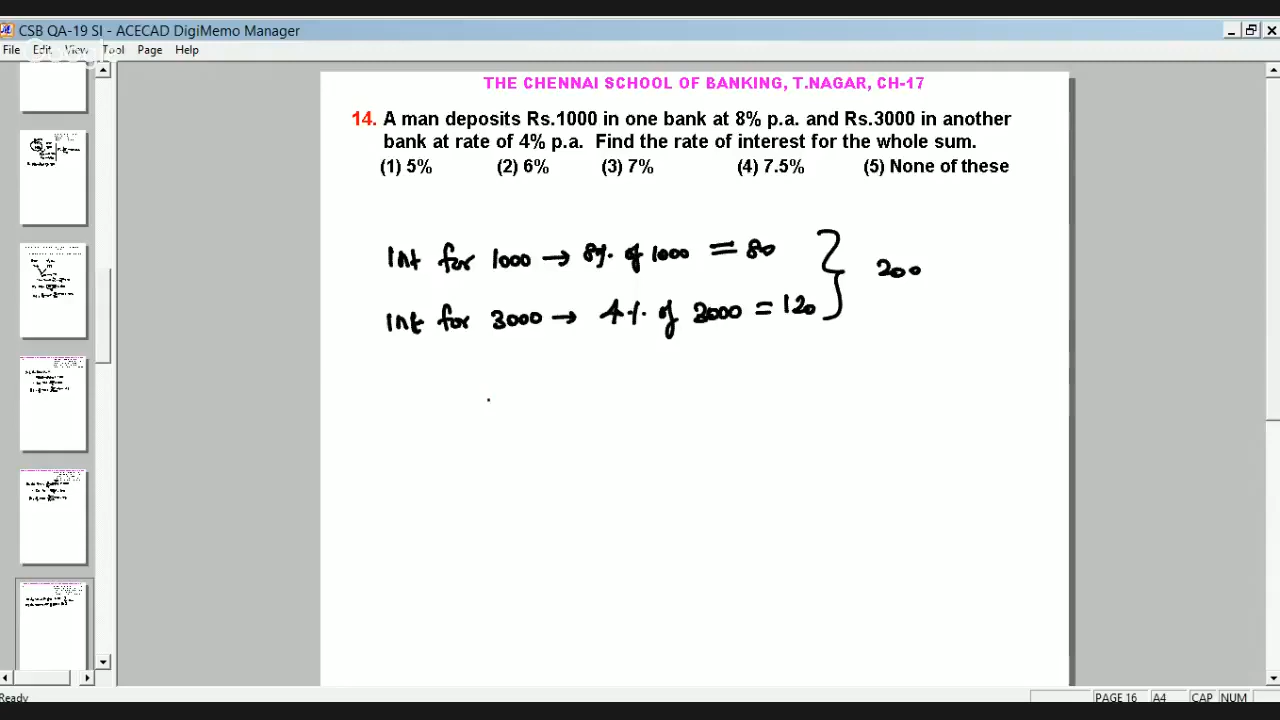 CSB QA-19 SI - ACECAD DigiMemo Manager
File Edit View Tool Page Help
THE CHENNAI SCHOOL OF BANKING, T.NAGAR, CH-17
14. A man deposits Rs.1000 in one bank at 8% p.a. and Rs.3000 in another
bank at rate of 4% p.a. Find the rate of interest for the whole sum.
(1) 5% (2) 6% (3) 7% (4) 7.5% (5) None of these
Int for 1000 → 8% of 1000 = 80
200
Int for 3000 → 4% of 3000 = 120
Ready
PAGE 16 A4 CAP NUM